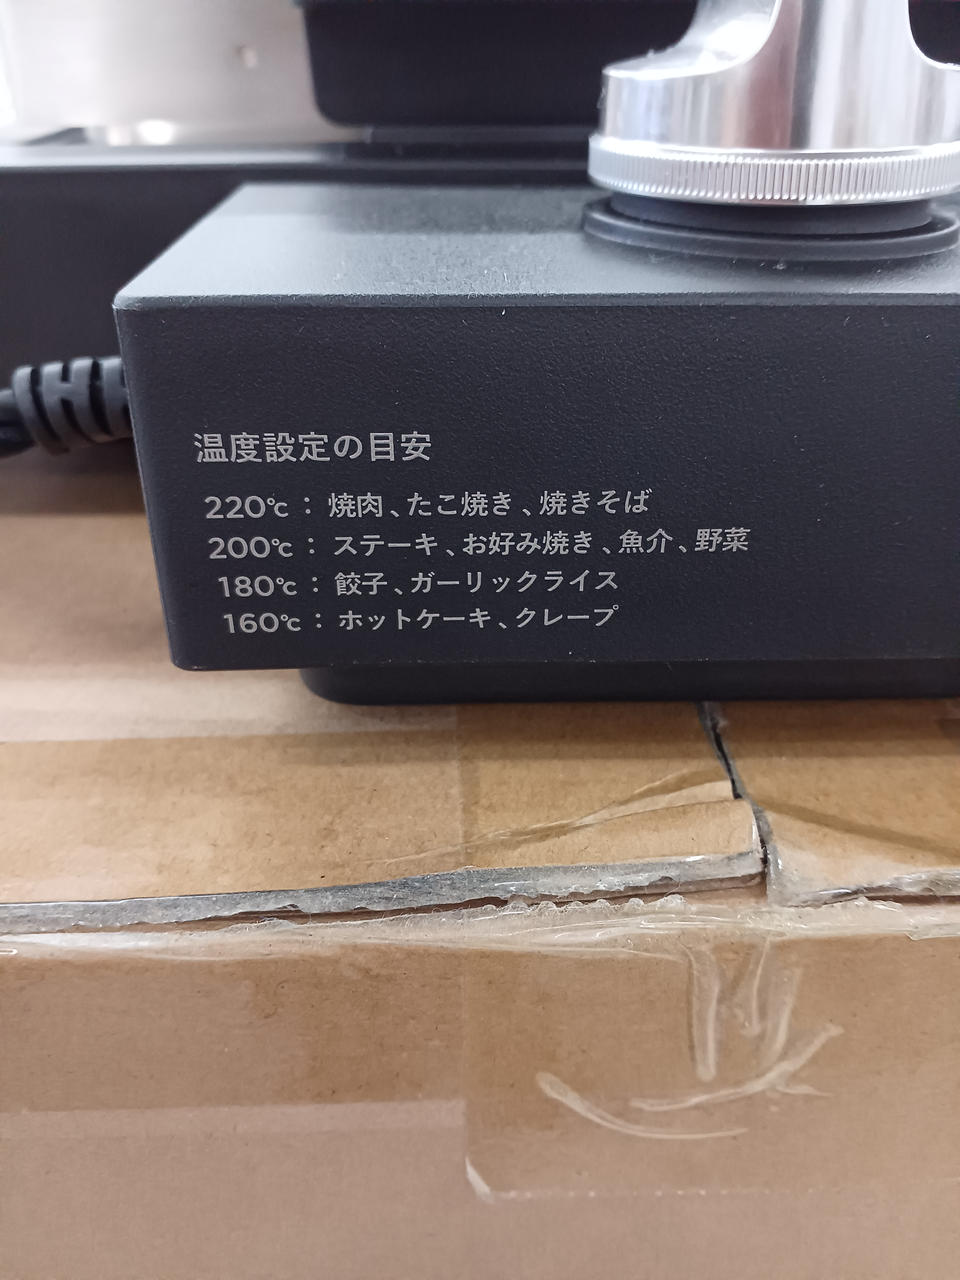 温度設定の目安
220℃：焼肉、たこ焼き、焼きそば
200℃：ステーキ、お好み焼き、魚介、野菜
180℃：餃子、ガーリックライス
160℃：ホットケーキ、クレープ